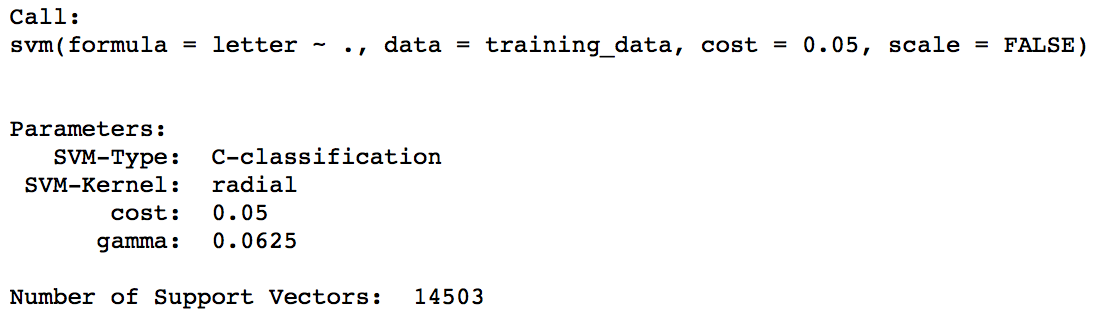 Call:
svm(formula = letter ~ ., data = training_data, cost = 0.05, scale = FALSE)
Parameters:
SVM-Type: C-classification
SVM-Kernel: radial
cost: 0.05
gamma: 0.0625
Number of Support Vectors: 14503